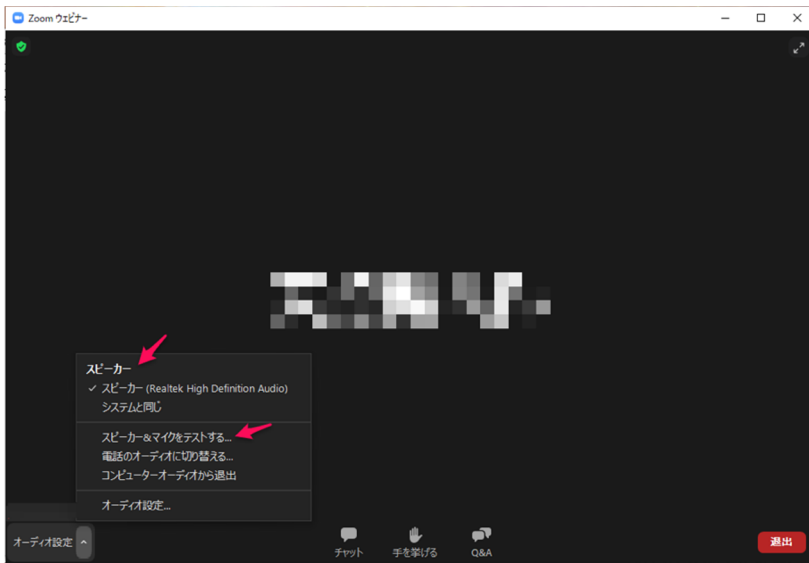 Zoom ウェビナー
スピーカー
スピーカー (Realtek High Definition Audio)
システムと同じ
スピーカー&マイクをテストする...
電話のオーディオに切り替える...
コンピューターオーディオから退出
オーディオ設定...
オーディオ設定
チャット
手を挙げる
Q&A
退出